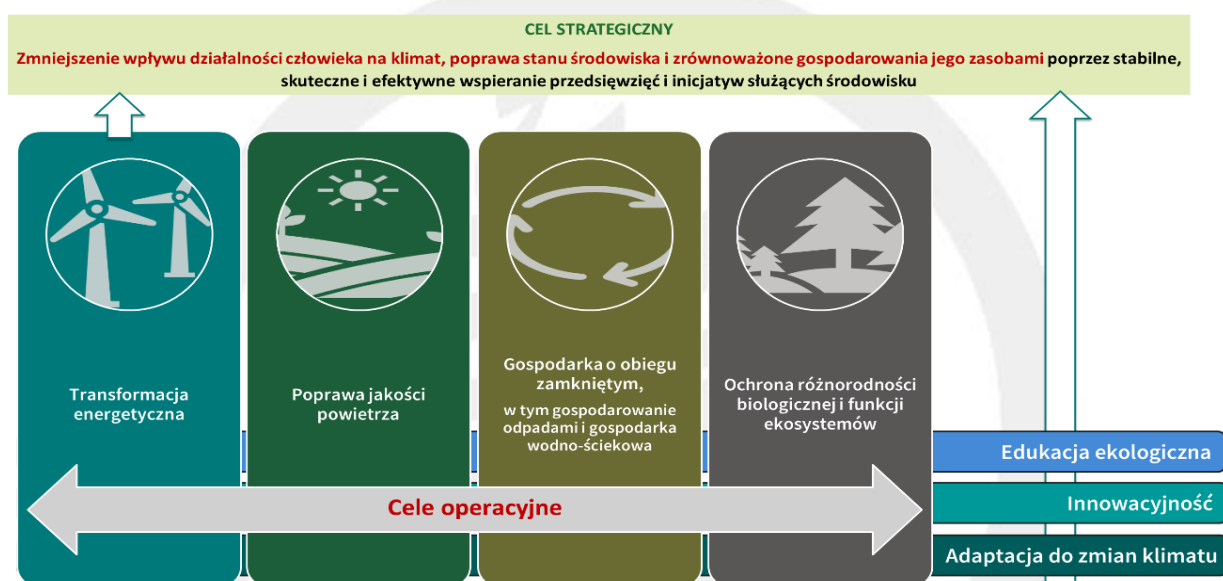 CEL STRATEGICZNY
Zmniejszenie wpływu działalności człowieka na klimat, poprawa stanu środowiska i zrównoważone gospodarowania jego zasobami poprzez stabilne,
skuteczne i efektywne wspieranie przedsięwzięć i inicjatyw służących środowisku
Transformacja
energetyczna
Poprawa jakości
powietrza
Gospodarka o obiegu
zamkniętym,
w tym gospodarowanie
odpadami i gospodarka
wodno-ściekowa
Ochrona różnorodności
biologicznej i funkcji
ekosystemów
Edukacja ekologiczna
Cele operacyjne
Innowacyjność
Adaptacja do zmian klimatu